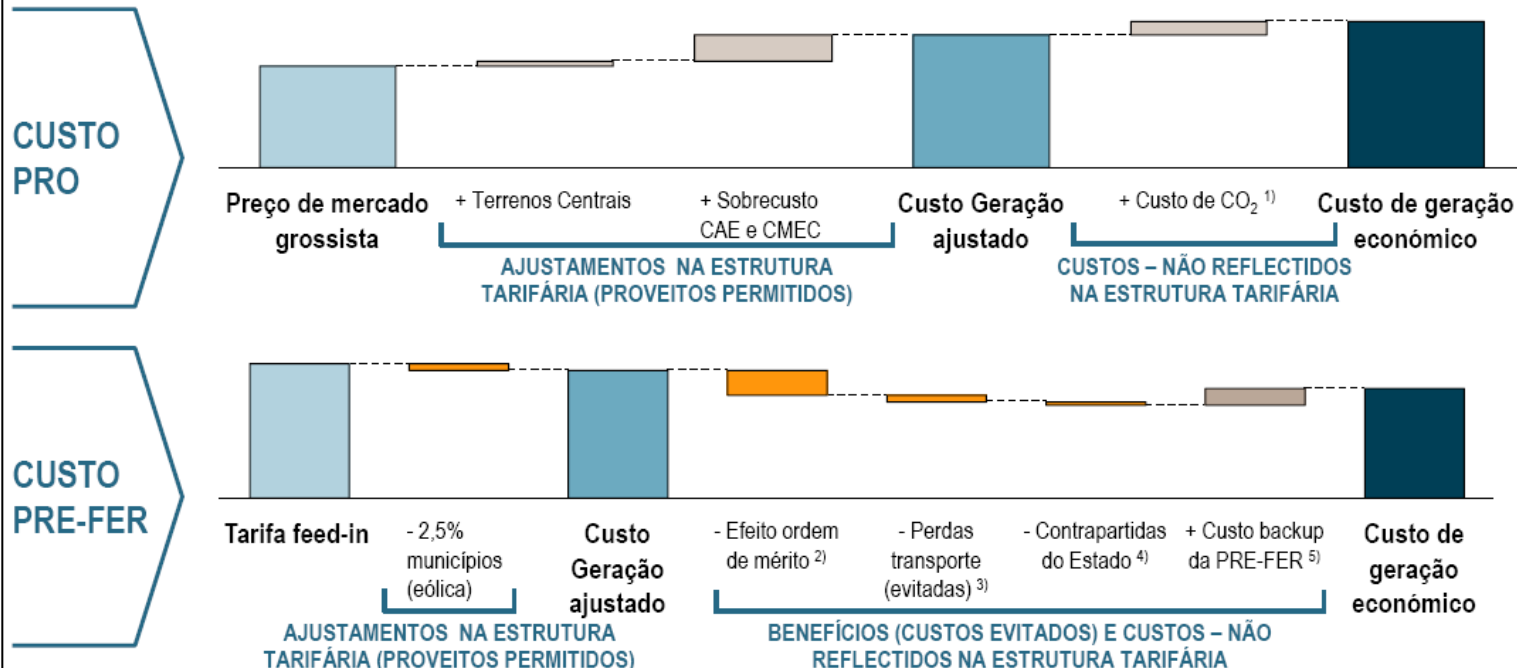 CUSTO
PRO
Preço de mercado
grossista
+ Terrenos Centrais
+ Sobrecusto
CAE e CMEC
Custo Geração
ajustado
+ Custo de CO₂ ¹⁾
Custo de geração
económico
AJUSTAMENTOS NA ESTRUTURA
TARIFÁRIA (PROVEITOS PERMITIDOS)
CUSTOS – NÃO REFLECTIDOS
NA ESTRUTURA TARIFÁRIA
CUSTO
PRE-FER
Tarifa feed-in
- 2,5%
municípios
(eólica)
Custo
Geração
ajustado
- Efeito ordem
de mérito ²⁾
- Perdas
transporte
(evitadas) ³⁾
- Contrapartidas
do Estado ⁴⁾
+ Custo backup
da PRE-FER ⁵⁾
Custo de
geração
económico
AJUSTAMENTOS NA ESTRUTURA
TARIFÁRIA (PROVEITOS PERMITIDOS)
BENEFÍCIOS (CUSTOS EVITADOS) E CUSTOS – NÃO
REFLECTIDOS NA ESTRUTURA TARIFÁRIA